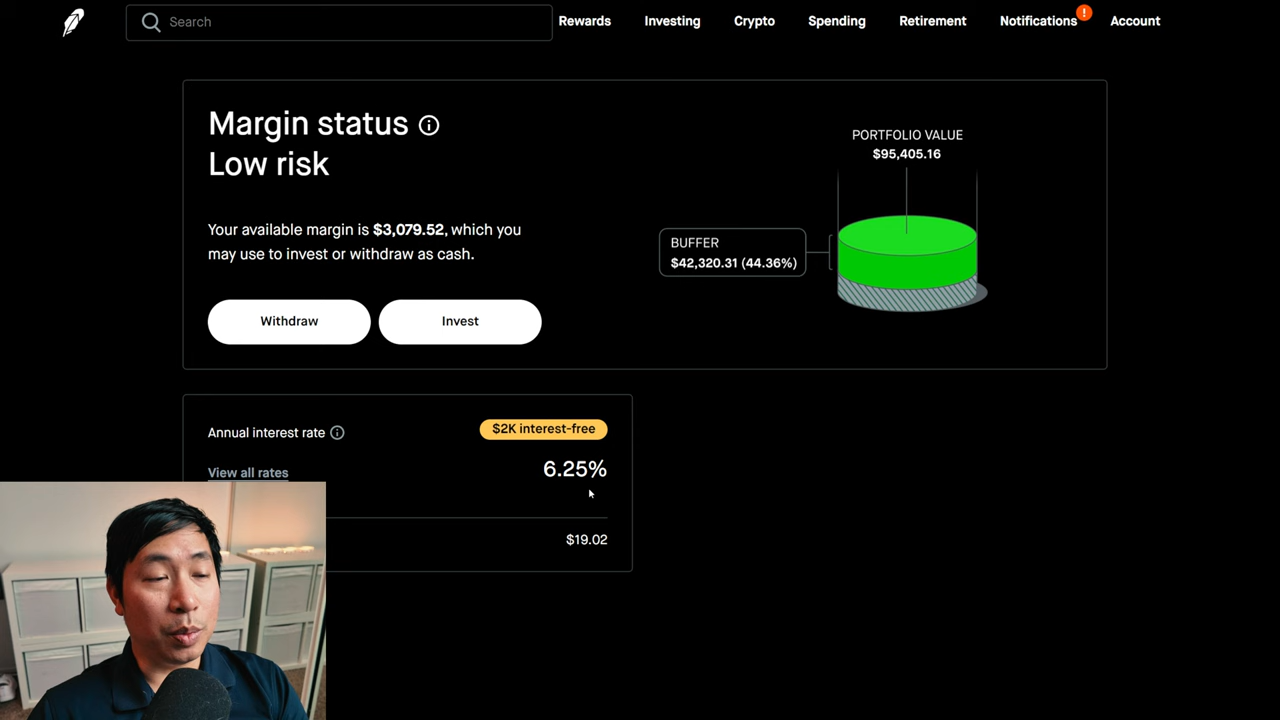 Search
Rewards
Investing
Crypto
Spending
Retirement
Notifications
!
Account
Margin status
Low risk
Your available margin is $3,079.52, which you
may use to invest or withdraw as cash.
Withdraw
Invest
PORTFOLIO VALUE
$95,405.16
BUFFER
$42,320.31 (44.36%)
Annual interest rate
$2K interest-free
View all rates
6.25%
$19.02